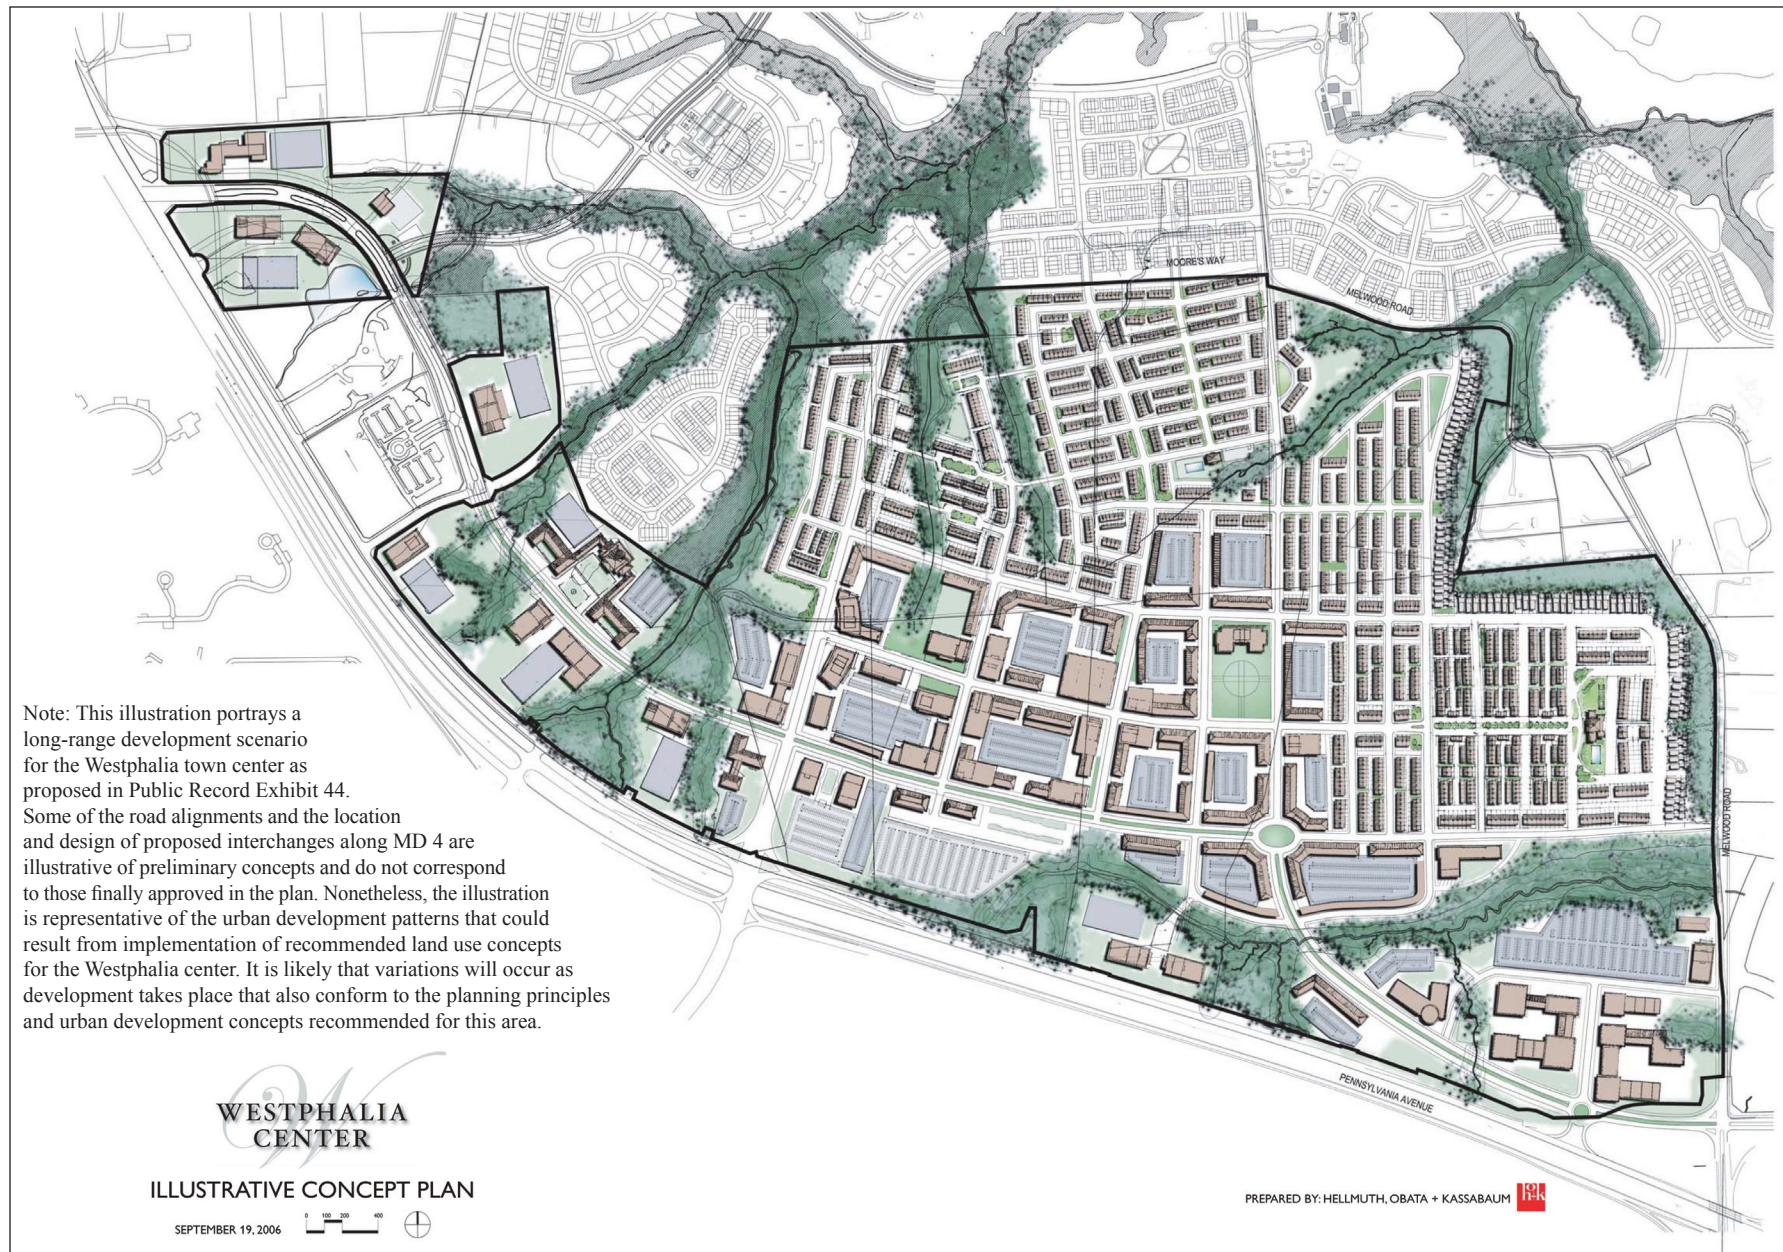 MOORE'S WAY
MELWOOD ROAD
Note: This illustration portrays a
long-range development scenario
for the Westphalia town center as
proposed in Public Record Exhibit 44.
Some of the road alignments and the location
and design of proposed interchanges along MD 4 are
illustrative of preliminary concepts and do not correspond
to those finally approved in the plan. Nonetheless, the illustration
is representative of the urban development patterns that could
result from implementation of recommended land use concepts
for the Westphalia center. It is likely that variations will occur as
development takes place that also conform to the planning principles
and urban development concepts recommended for this area.
MELWOOD ROAD
PENNSYLVANIA AVENUE
W
WESTPHALIA
CENTER
ILLUSTRATIVE CONCEPT PLAN
SEPTEMBER 19, 2006
0 100 200 400
PREPARED BY: HELLMUTH, OBATA + KASSABAUM
hok